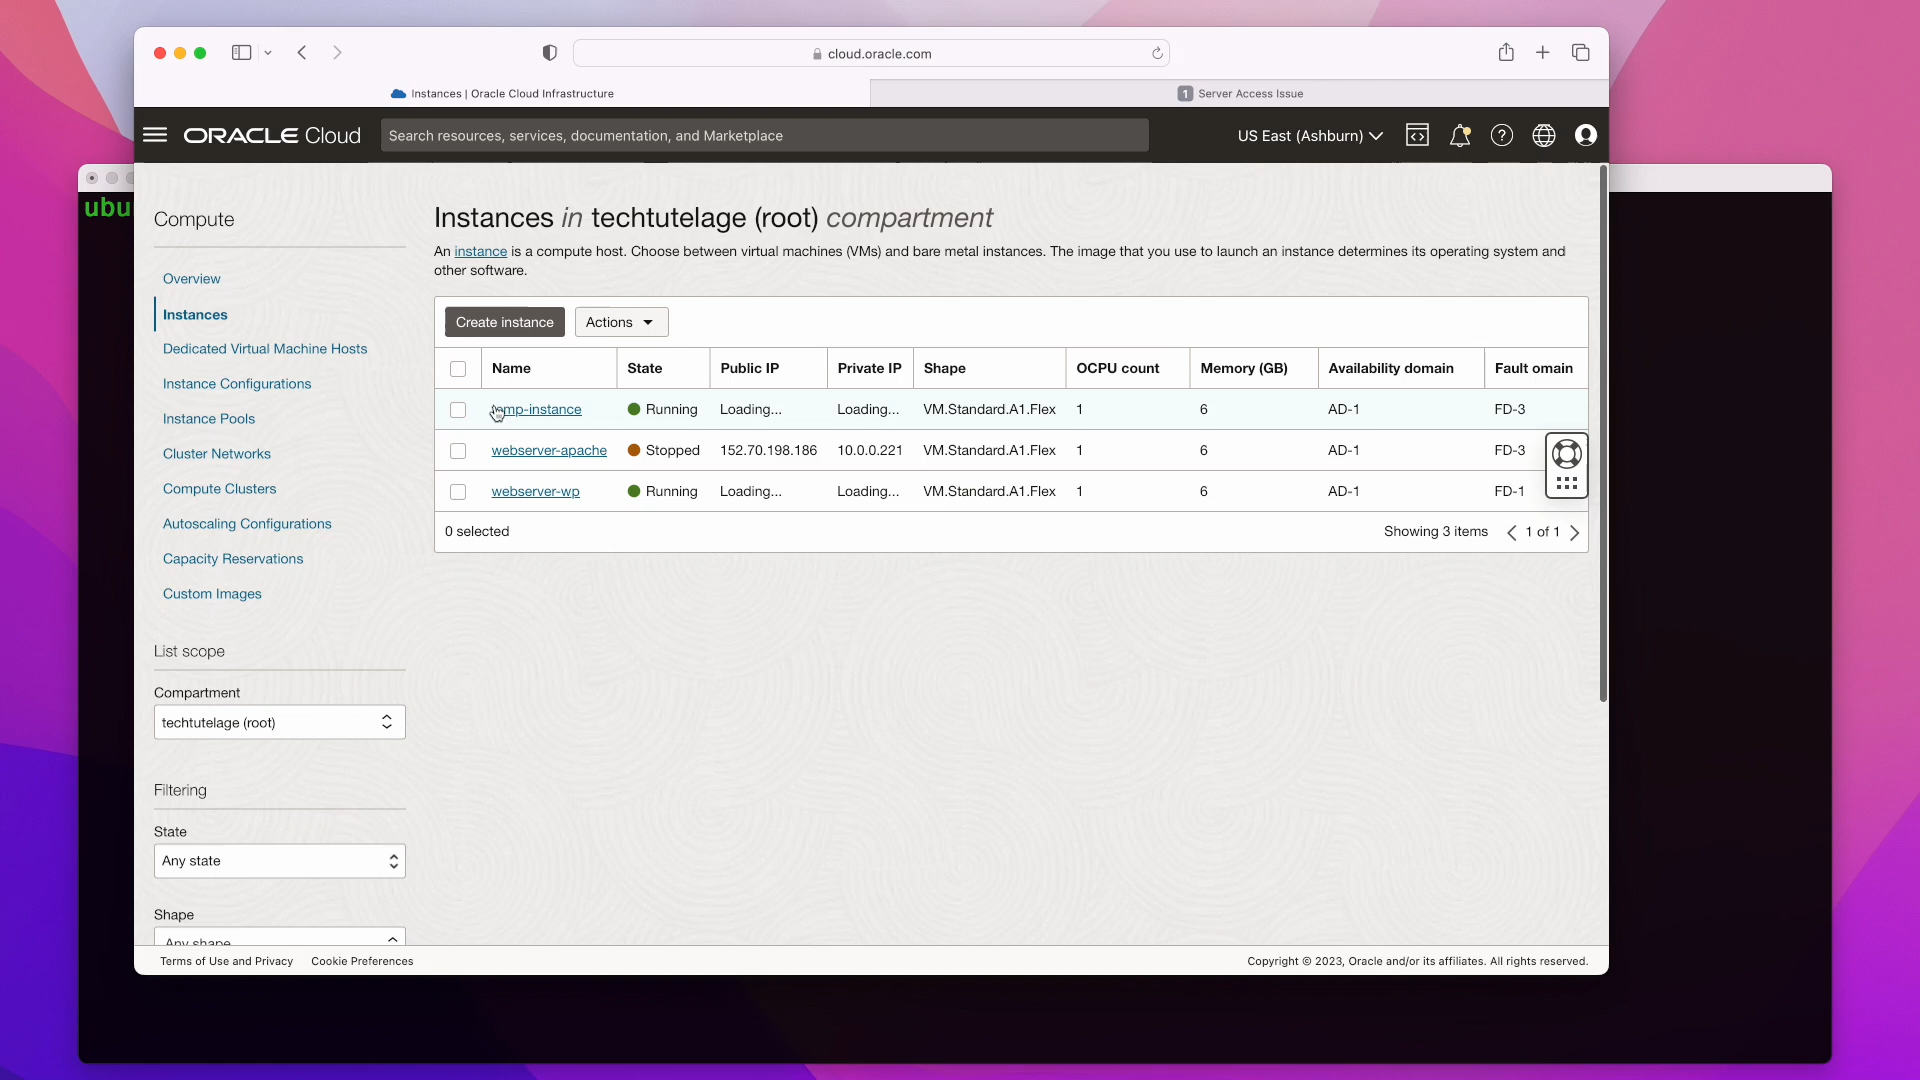 cloud.oracle.com
Instances | Oracle Cloud Infrastructure
1 Server Access Issue
ORACLE Cloud
Search resources, services, documentation, and Marketplace
US East (Ashburn)
ubu
Compute
Overview
Instances
Dedicated Virtual Machine Hosts
Instance Configurations
Instance Pools
Cluster Networks
Compute Clusters
Autoscaling Configurations
Capacity Reservations
Custom Images
List scope
Compartment
techtutelage (root)
Filtering
State
Any state
Shape
Any shape
Instances in techtutelage (root) compartment
An instance is a compute host. Choose between virtual machines (VMs) and bare metal instances. The image that you use to launch an instance determines its operating system and
other software.
Create instance Actions
Name State Public IP Private IP Shape OCPU count Memory (GB) Availability domain Fault omain
mp-instance Running Loading... Loading... VM.Standard.A1.Flex 1 6 AD-1 FD-3
webserver-apache Stopped 152.70.198.186 10.0.0.221 VM.Standard.A1.Flex 1 6 AD-1 FD-3
webserver-wp Running Loading... Loading... VM.Standard.A1.Flex 1 6 AD-1 FD-1
0 selected Showing 3 items 1 of 1
Terms of Use and Privacy Cookie Preferences Copyright © 2023, Oracle and/or its affiliates. All rights reserved.